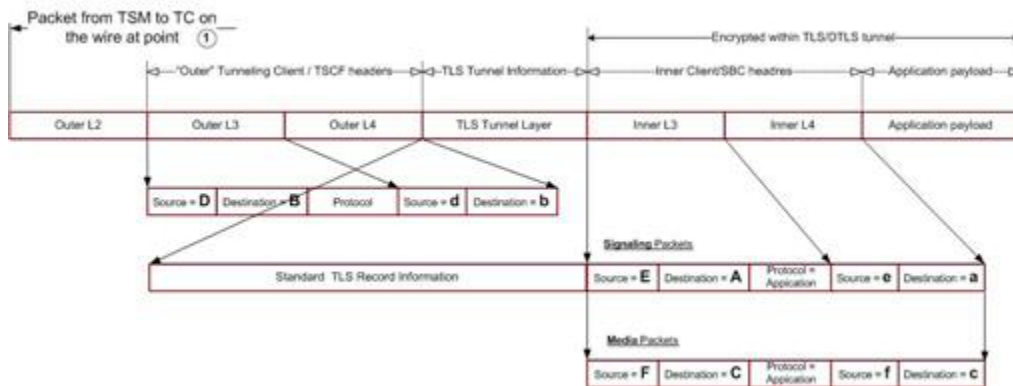 Packet from TSM to TC on
the wire at point 1
Encrypted within TLS/DTLS tunnel
"Outer" Tunneling Client / TSCF headers
TLS Tunnel Information
Inner Client/SBC headres
Application payload
Outer L2
Outer L3
Outer L4
TLS Tunnel Layer
Inner L3
Inner L4
Application payload
Source = D
Destination = B
Protocol
Source = d
Destination = b
Signaling Packets
Standard TLS Record Information
Source = E
Destination = A
Protocol =
Appication
Source = e
Destination = a
Media Packets
Source = F
Destination = C
Protocol =
Appication
Source = f
Destination = c